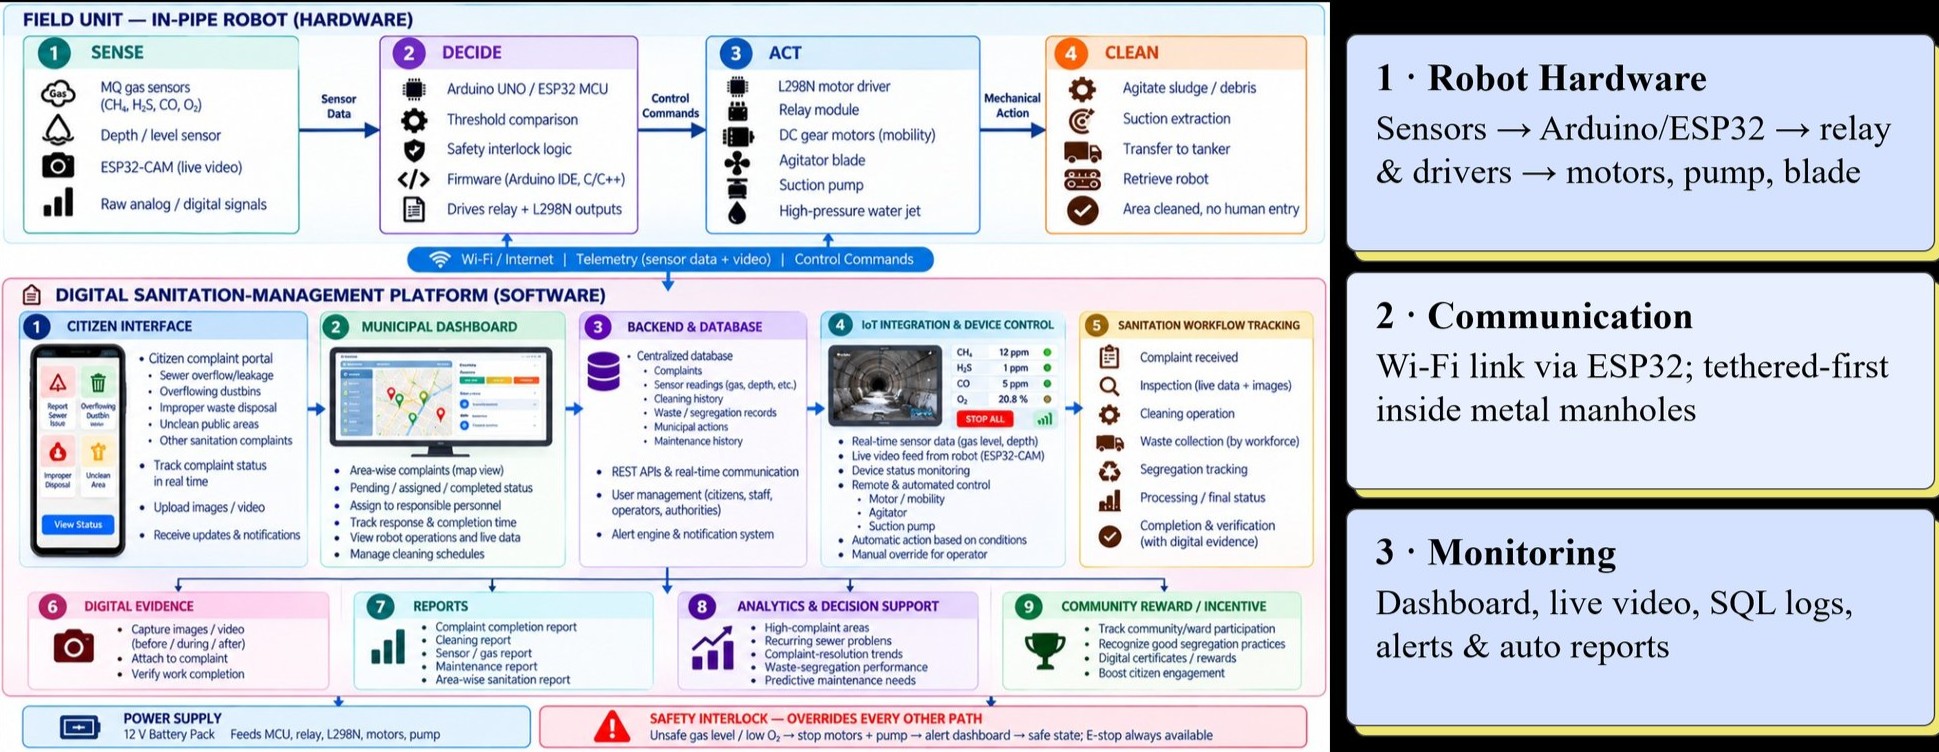 FIELD UNIT — IN-PIPE ROBOT (HARDWARE)
1 SENSE
Gas
MQ gas sensors
(CH₄, H₂S, CO, O₂)
Depth / level sensor
ESP32-CAM (live video)
Raw analog / digital signals
Sensor
Data
2 DECIDE
Arduino UNO / ESP32 MCU
Threshold comparison
Safety interlock logic
Firmware (Arduino IDE, C/C++)
Drives relay + L298N outputs
Control
Commands
3 ACT
L298N motor driver
Relay module
DC gear motors (mobility)
Agitator blade
Suction pump
High-pressure water jet
Mechanical
Action
4 CLEAN
Agitate sludge / debris
Suction extraction
Transfer to tanker
Retrieve robot
Area cleaned, no human entry
Wi-Fi / Internet | Telemetry (sensor data + video) | Control Commands
DIGITAL SANITATION-MANAGEMENT PLATFORM (SOFTWARE)
1 CITIZEN INTERFACE
Report
Sewer
Issue
Overflowing
Dustbin
Improper
Disposal
Unclean
Area
View Status
• Citizen complaint portal
• Sewer overflow/leakage
• Overflowing dustbins
• Improper waste disposal
• Unclean public areas
• Other sanitation complaints
• Track complaint status
in real time
• Upload images / video
• Receive updates & notifications
2 MUNICIPAL DASHBOARD
• Area-wise complaints (map view)
• Pending / assigned / completed status
• Assign to responsible personnel
• Track response & completion time
• View robot operations and live data
• Manage cleaning schedules
3 BACKEND & DATABASE
• Centralized database
• Complaints
• Sensor readings (gas, depth, etc.)
• Cleaning history
• Waste / segregation records
• Municipal actions
• Maintenance history
• REST APIs & real-time communication
• User management (citizens, staff,
operators, authorities)
• Alert engine & notification system
4 IoT INTEGRATION & DEVICE CONTROL
CH₄ 12 ppm
H₂S 1 ppm
CO 5 ppm
O₂ 20.8 %
STOP ALL
• Real-time sensor data (gas level, depth)
• Live video feed from robot (ESP32-CAM)
• Device status monitoring
• Remote & automated control
• Motor / mobility
• Agitator
• Suction pump
• Automatic action based on conditions
• Manual override for operator
5 SANITATION WORKFLOW TRACKING
Complaint received
Inspection (live data + images)
Cleaning operation
Waste collection (by workforce)
Segregation tracking
Processing / final status
Completion & verification
(with digital evidence)
6 DIGITAL EVIDENCE
• Capture images / video
(before / during / after)
• Attach to complaint
• Verify work completion
7 REPORTS
• Complaint completion report
• Cleaning report
• Sensor / gas report
• Maintenance report
• Area-wise sanitation report
8 ANALYTICS & DECISION SUPPORT
• High-complaint areas
• Recurring sewer problems
• Complaint-resolution trends
• Waste-segregation performance
• Predictive maintenance needs
9 COMMUNITY REWARD / INCENTIVE
• Track community/ward participation
• Recognize good segregation practices
• Digital certificates / rewards
• Boost citizen engagement
POWER SUPPLY
12 V Battery Pack Feeds MCU, relay, L298N, motors, pump
SAFETY INTERLOCK — OVERRIDES EVERY OTHER PATH
Unsafe gas level / low O₂ → stop motors + pump → alert dashboard → safe state; E-stop always available
1 · Robot Hardware
Sensors → Arduino/ESP32 → relay
& drivers → motors, pump, blade
2 · Communication
Wi-Fi link via ESP32; tethered-first
inside metal manholes
3 · Monitoring
Dashboard, live video, SQL logs,
alerts & auto reports